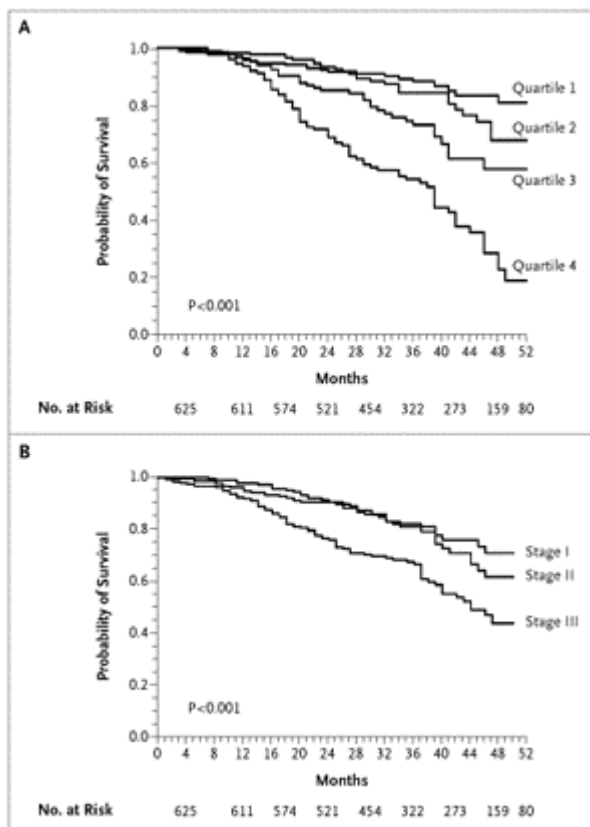 A
1.0
0.8
0.6
0.4
0.2
0.0
Probability of Survival
Quartile 1
Quartile 2
Quartile 3
Quartile 4
P<0.001
0 4 8 12 16 20 24 28 32 36 40 44 48 52
Months
No. at Risk 625 611 574 521 454 322 273 159 80
B
1.0
0.8
0.6
0.4
0.2
0.0
Probability of Survival
Stage I
Stage II
Stage III
P<0.001
0 4 8 12 16 20 24 28 32 36 40 44 48 52
Months
No. at Risk 625 611 574 521 454 322 273 159 80